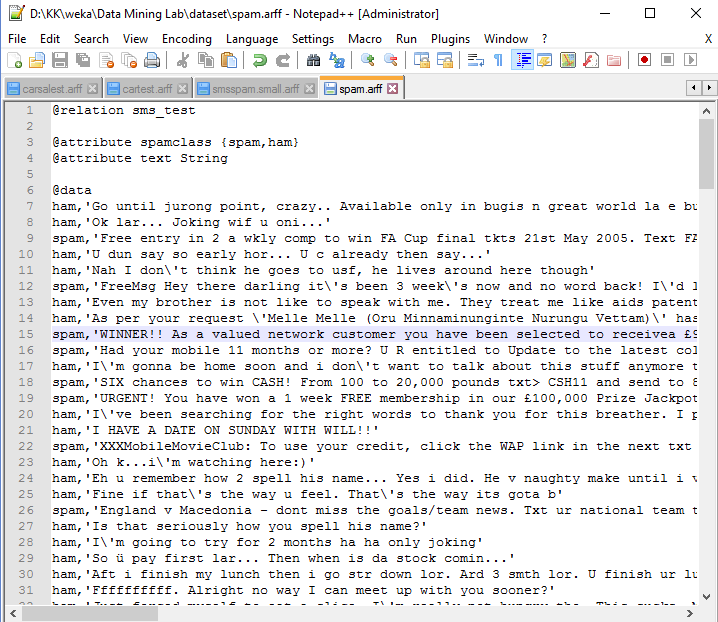 D:\KK\weka\Data Mining Lab\dataset\spam.arff - Notepad++ [Administrator]
File Edit Search View Encoding Language Settings Macro Run Plugins Window ? X
carsalest.arff cartest.arff smsspam.small.arff spam.arff
1 @relation sms_test
2
3 @attribute spamclass {spam,ham}
4 @attribute text String
5
6 @data
7 ham,'Go until jurong point, crazy.. Available only in bugis n great world la e bu
8 ham,'Ok lar... Joking wif u oni...'
9 spam,'Free entry in 2 a wkly comp to win FA Cup final tkts 21st May 2005. Text FA
10 ham,'U dun say so early hor... U c already then say...'
11 ham,'Nah I don\'t think he goes to usf, he lives around here though'
12 spam,'FreeMsg Hey there darling it\'s been 3 week\'s now and no word back! I\'d l
13 ham,'Even my brother is not like to speak with me. They treat me like aids patent
14 ham,'As per your request \'Melle Melle (Oru Minnaminunginte Nurungu Vettam)\' has
15 spam,'WINNER!! As a valued network customer you have been selected to receivea £9
16 spam,'Had your mobile 11 months or more? U R entitled to Update to the latest col
17 ham,'I\'m gonna be home soon and i don\'t want to talk about this stuff anymore t
18 spam,'SIX chances to win CASH! From 100 to 20,000 pounds txt> CSH11 and send to 8
19 spam,'URGENT! You have won a 1 week FREE membership in our £100,000 Prize Jackpot
20 ham,'I\'ve been searching for the right words to thank you for this breather. I p
21 ham,'I HAVE A DATE ON SUNDAY WITH WILL!!'
22 spam,'XXXMobileMovieClub: To use your credit, click the WAP link in the next txt
23 ham,'Oh k...i\'m watching here:)'
24 ham,'Eh u remember how 2 spell his name... Yes i did. He v naughty make until i v
25 ham,'Fine if that\'s the way u feel. That\'s the way its gota b'
26 spam,'England v Macedonia - dont miss the goals/team news. Txt ur national team t
27 ham,'Is that seriously how you spell his name?'
28 ham,'I\'m going to try for 2 months ha ha only joking'
29 ham,'So ü pay first lar... Then when is da stock comin...'
30 ham,'Aft i finish my lunch then i go str down lor. Ard 3 smth lor. U finish ur lu
31 ham,'Ffffffffff. Alright no way I can meet up with you sooner?'